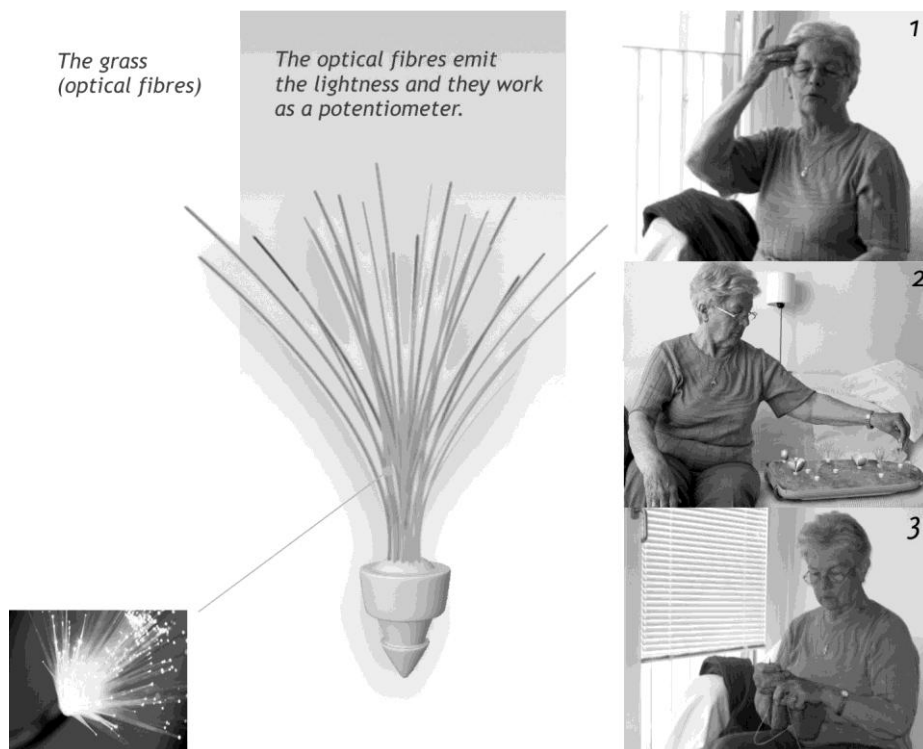 The grass
(optical fibres)
The optical fibres emit
the lightness and they work
as a potentiometer.
1
2
3